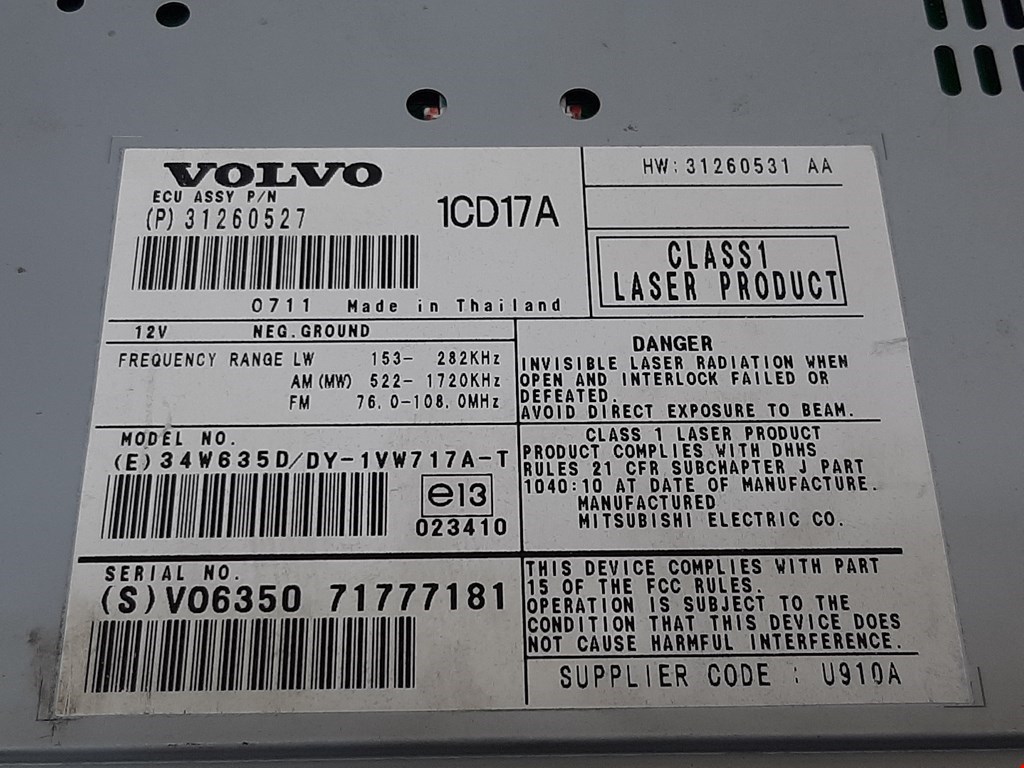 VOLVO
ECU ASSY P/N
(P) 31260527
1CD17A
0711 Made in Thailand
HW: 31260531 AA
CLASS1
LASER PRODUCT
12V NEG. GROUND
FREQUENCY RANGE LW 153- 282KHz
AM (MW) 522- 1720KHz
FM 76.0-108.0MHz
DANGER
INVISIBLE LASER RADIATION WHEN
OPEN AND INTERLOCK FAILED OR
DEFEATED.
AVOID DIRECT EXPOSURE TO BEAM.
MODEL NO.
(E) 34W635D/DY-1VW717A-T
e13
023410
CLASS 1 LASER PRODUCT
PRODUCT COMPLIES WITH DHHS
RULES 21 CFR SUBCHAPTER J PART
1040:10 AT DATE OF MANUFACTURE.
MANUFACTURED
MITSUBISHI ELECTRIC CO.
SERIAL NO.
(S) VO6350 71777181
THIS DEVICE COMPLIES WITH PART
15 OF THE FCC RULES.
OPERATION IS SUBJECT TO THE
CONDITION THAT THIS DEVICE DOES
NOT CAUSE HARMFUL INTERFERENCE.
SUPPLIER CODE : U910A